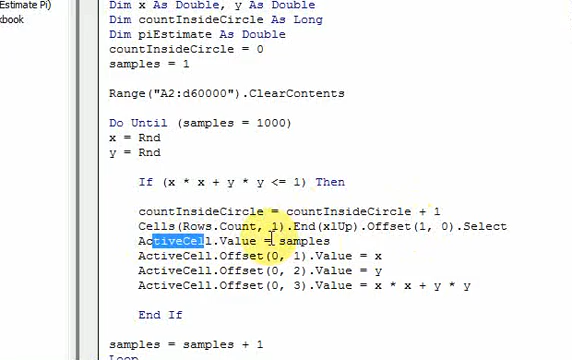 Estimate Pi)
kbook
Dim x As Double, y As Double
Dim countInsideCircle As Long
Dim piEstimate As Double
countInsideCircle = 0
samples = 1
Range("A2:d60000").ClearContents
Do Until (samples = 1000)
x = Rnd
y = Rnd
If (x * x + y * y <= 1) Then
countInsideCircle = countInsideCircle + 1
Cells(Rows.Count, 1).End(xlUp).Offset(1, 0).Select
ActiveCell.Value = samples
ActiveCell.Offset(0, 1).Value = x
ActiveCell.Offset(0, 2).Value = y
ActiveCell.Offset(0, 3).Value = x * x + y * y
End If
samples = samples + 1
Loop